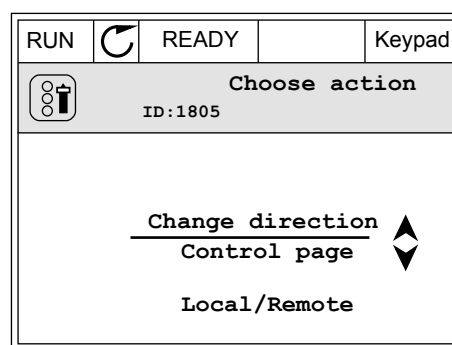 RUN READY Keypad
Choose action
ID:1805
Change direction
Control page
Local/Remote